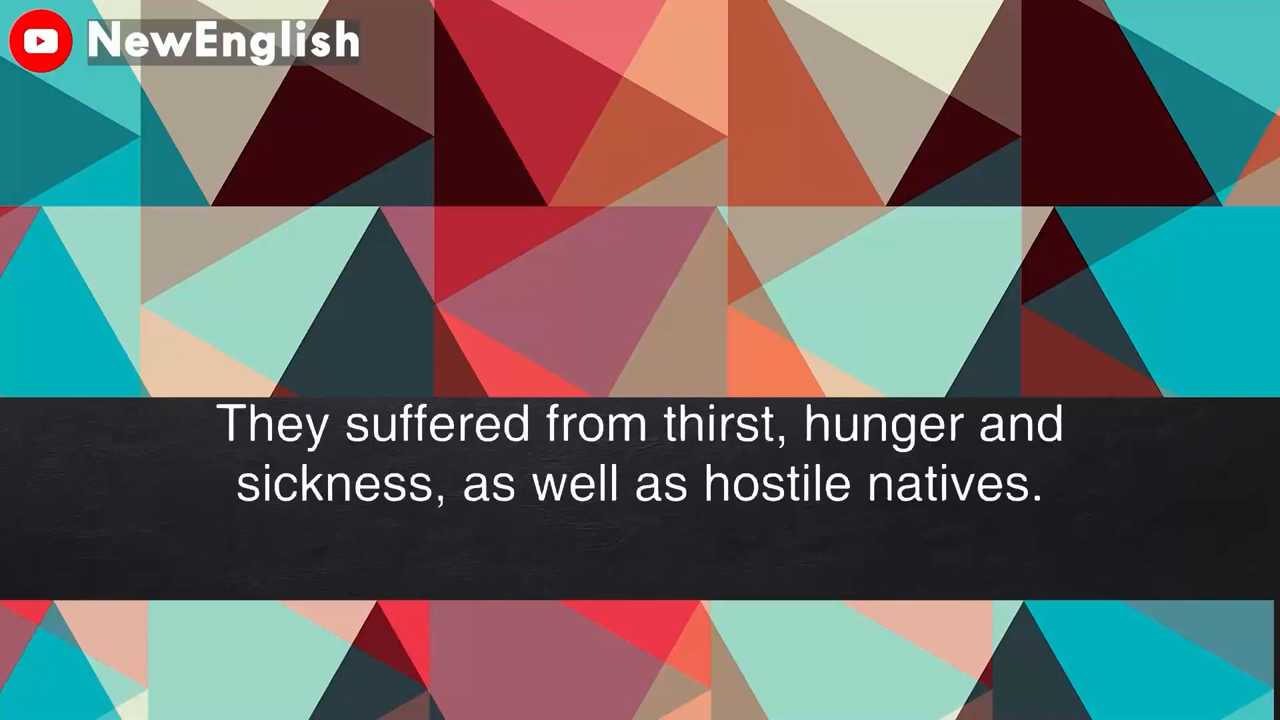 NewEnglish
They suffered from thirst, hunger and
sickness, as well as hostile natives.